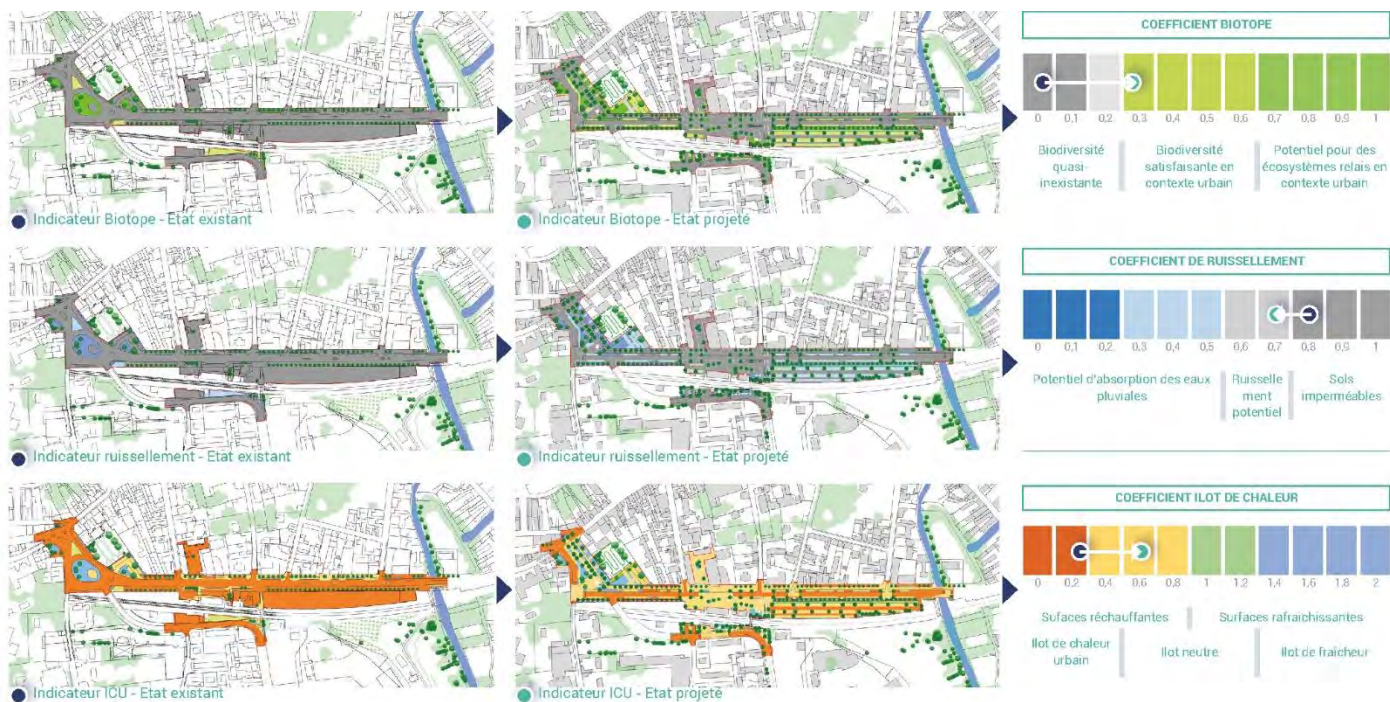 COEFFICIENT BIOTOPE
0 0,1 0,2 0,3 0,4 0,5 0,6 0,7 0,8 0,9 1
Biodiversité
quasi-
inexistante
Biodiversité
satisfaisante en
contexte urbain
Potentiel pour des
écosystèmes relais en
contexte urbain
Indicateur Biotope - Etat existant
Indicateur Biotope - Etat projeté
COEFFICIENT DE RUISSELLEMENT
0 0,1 0,2 0,3 0,4 0,5 0,6 0,7 0,8 0,9 1
Potentiel d'absorption des eaux
pluviales
Ruisselle
ment
potentiel
Sols
imperméables
Indicateur ruissellement - Etat existant
Indicateur ruissellement - Etat projeté
COEFFICIENT ILOT DE CHALEUR
0 0,2 0,4 0,6 0,8 1 1,2 1,4 1,6 1,8 2
Sufaces réchauffantes
Surfaces rafraichissantes
Ilot de chaleur
urbain
Ilot neutre
Ilot de fraîcheur
Indicateur ICU - Etat existant
Indicateur ICU - Etat projeté